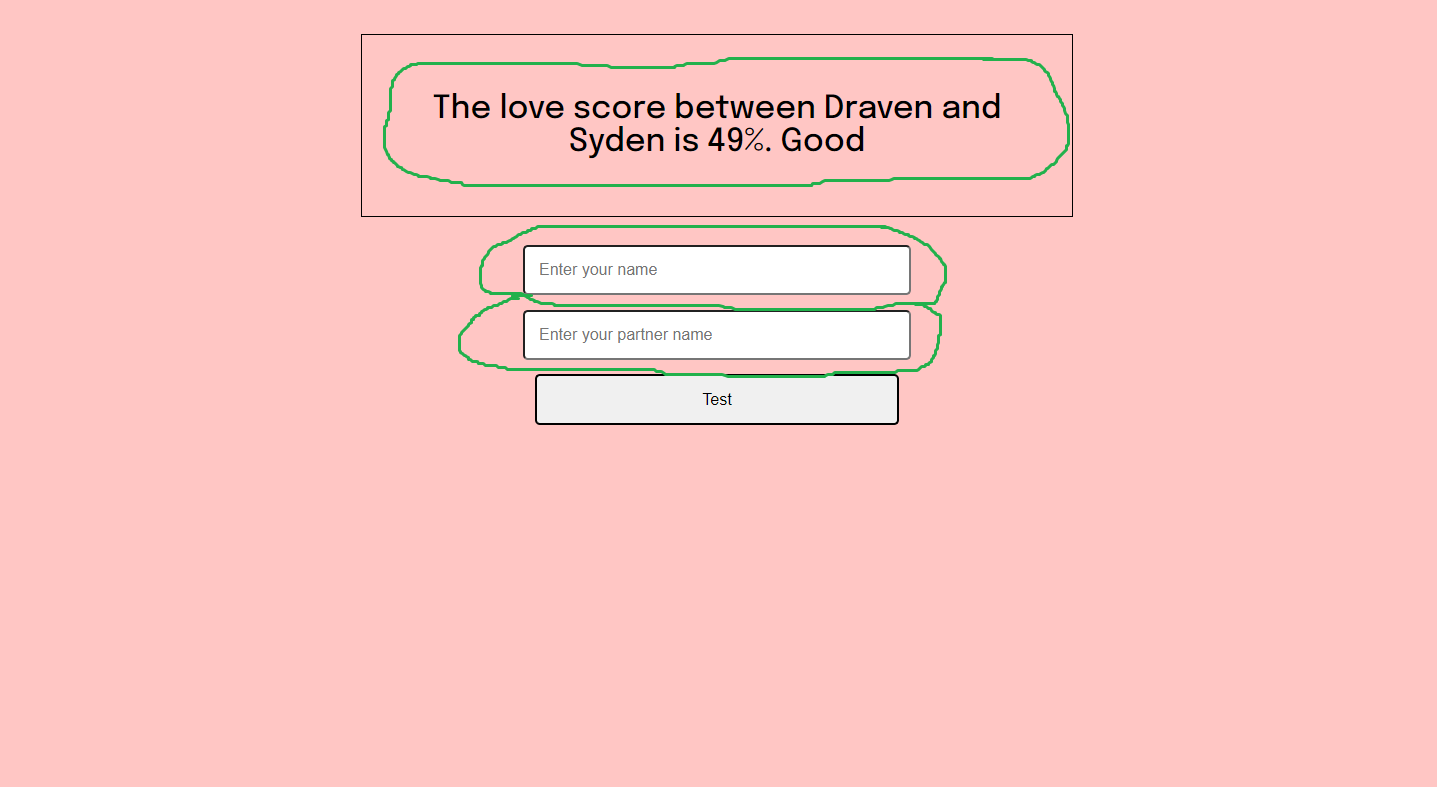 The love score between Draven and
Syden is 49%. Good
Enter your name
Enter your partner name
Test